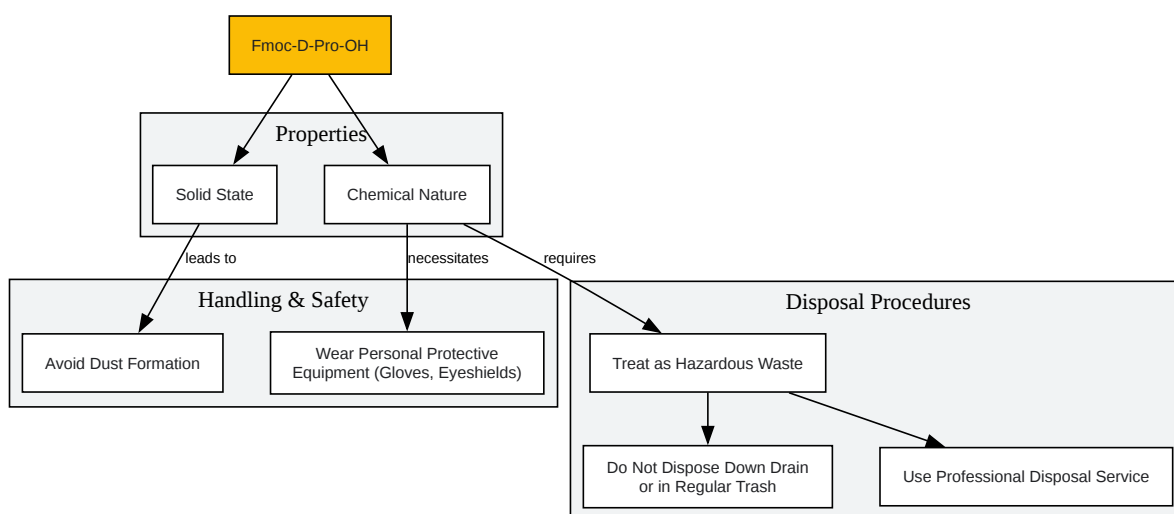 Fmoc-D-Pro-OH
Properties
Solid State
Chemical Nature
leads to
necessitates
requires
Handling & Safety
Disposal Procedures
Avoid Dust Formation
Wear Personal Protective
Equipment (Gloves, Eyeshields)
Treat as Hazardous Waste
Do Not Dispose Down Drain
or in Regular Trash
Use Professional Disposal Service